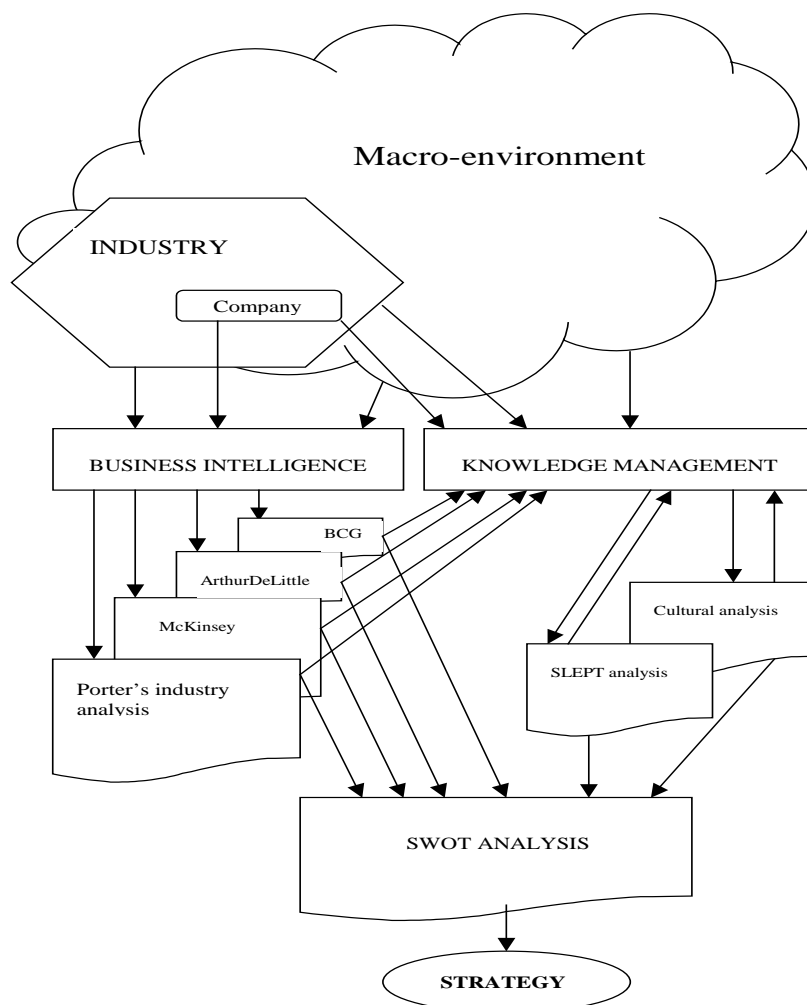 Macro-environment
INDUSTRY
Company
BUSINESS INTELLIGENCE
KNOWLEDGE MANAGEMENT
BCG
ArthurDeLittle
McKinsey
Porter's industry
analysis
Cultural analysis
SLEPT analysis
SWOT ANALYSIS
STRATEGY